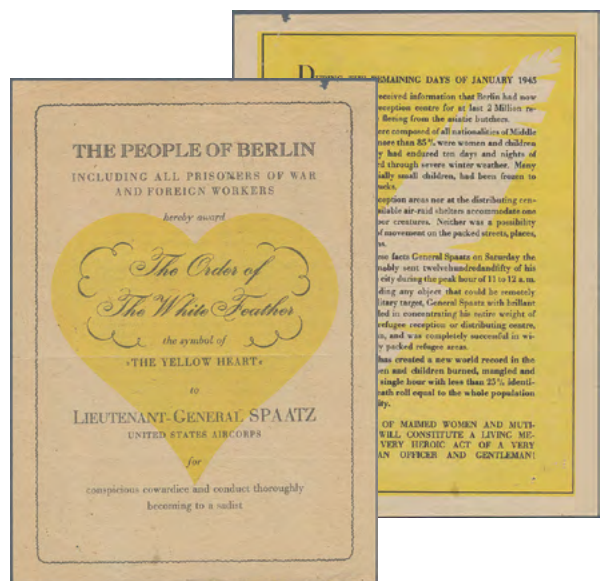 THE PEOPLE OF BERLIN
INCLUDING ALL PRISONERS OF WAR
AND FOREIGN WORKERS
hereby award
The Order of
The White Feather
the symbol of
»THE YELLOW HEART«
to
LIEUTENANT-GENERAL SPAATZ
UNITED STATES AIRCORPS
for
conspicious cowardice and conduct thoroughly
becoming to a sadist
DURING THE REMAINING DAYS OF JANUARY 1945
received information that Berlin had now
reception centre for at last 2 Million re-
fleeing from the asiatic butchers.
were composed of all nationalities of Middle
more than 85 % were women and children
had endured ten days and nights of
through severe winter weather. Many
small children, had been frozen to
reception areas nor at the distributing cen-
available air-raid shelters accommodate one
poor creatures. Neither was a possibility
of movement on the packed streets, places,
facts General Spaatz on Saturday the
sent twelvehundredandfifty of his
city during the peak hour of 11 to 12 a. m.
any object that could be remotely
military target, General Spaatz with brillant
in concentrating his entire weight of
refugee reception or distributing centre,
and was completely successful in wi-
packed refugee areas.
has created a new world record in the
and children burned, mangled and
single hour with less than 25 % identi-
roll equal to the whole population
OF MAIMED WOMEN AND MUTI-
WILL CONSTITUTE A LIVING ME-
VERY HEROIC ACT OF A VERY
AN OFFICER AND GENTLEMAN!